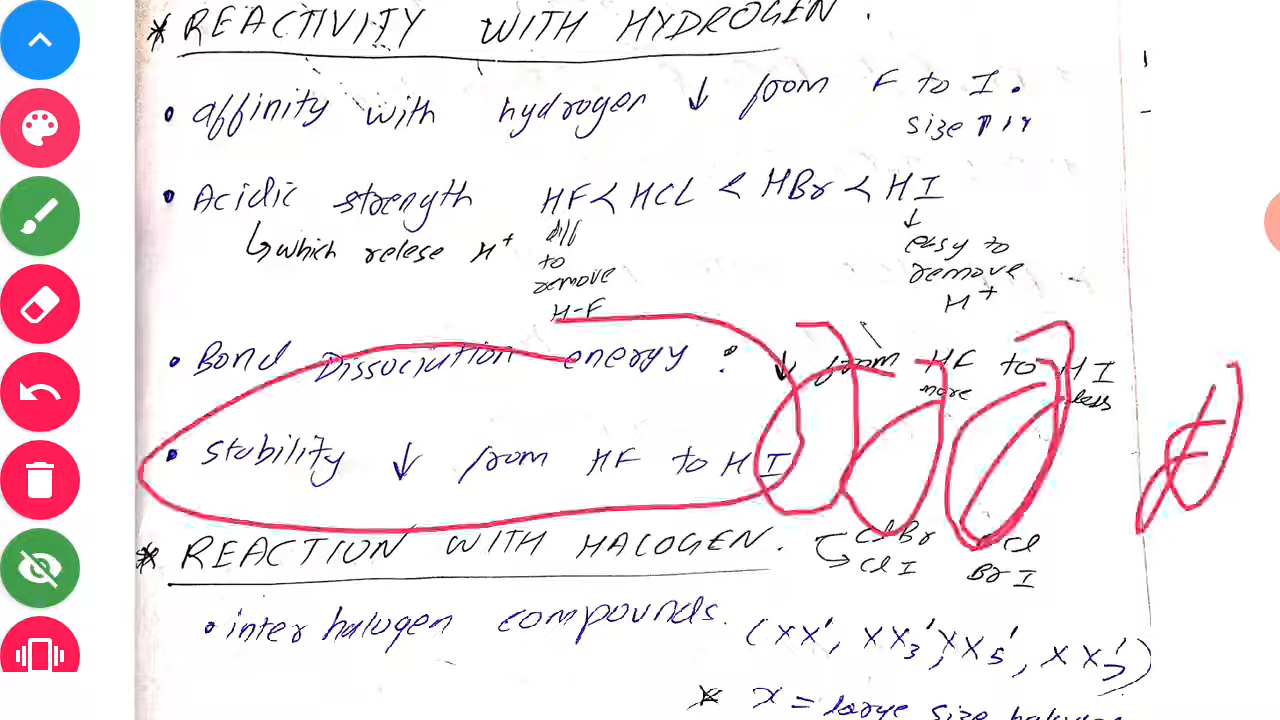 * REACTIVITY WITH HYDROGEN.
• affinity with hydrogen ↓ from F to I.
size ↑
• Acidic strength HF < HCL < HBr < HI
↳ which relese H+
diff to remove H-F
↓ easy to remove H+
• Bond Dissociation energy : ↓ from HF to HI
more less
• stability ↓ from HF to HI
* REACTION WITH HALOGEN.
ClBr
Cl I
Br I
• inter halogen compounds. (XX', XX3', XX5', XX7')
* X = large size